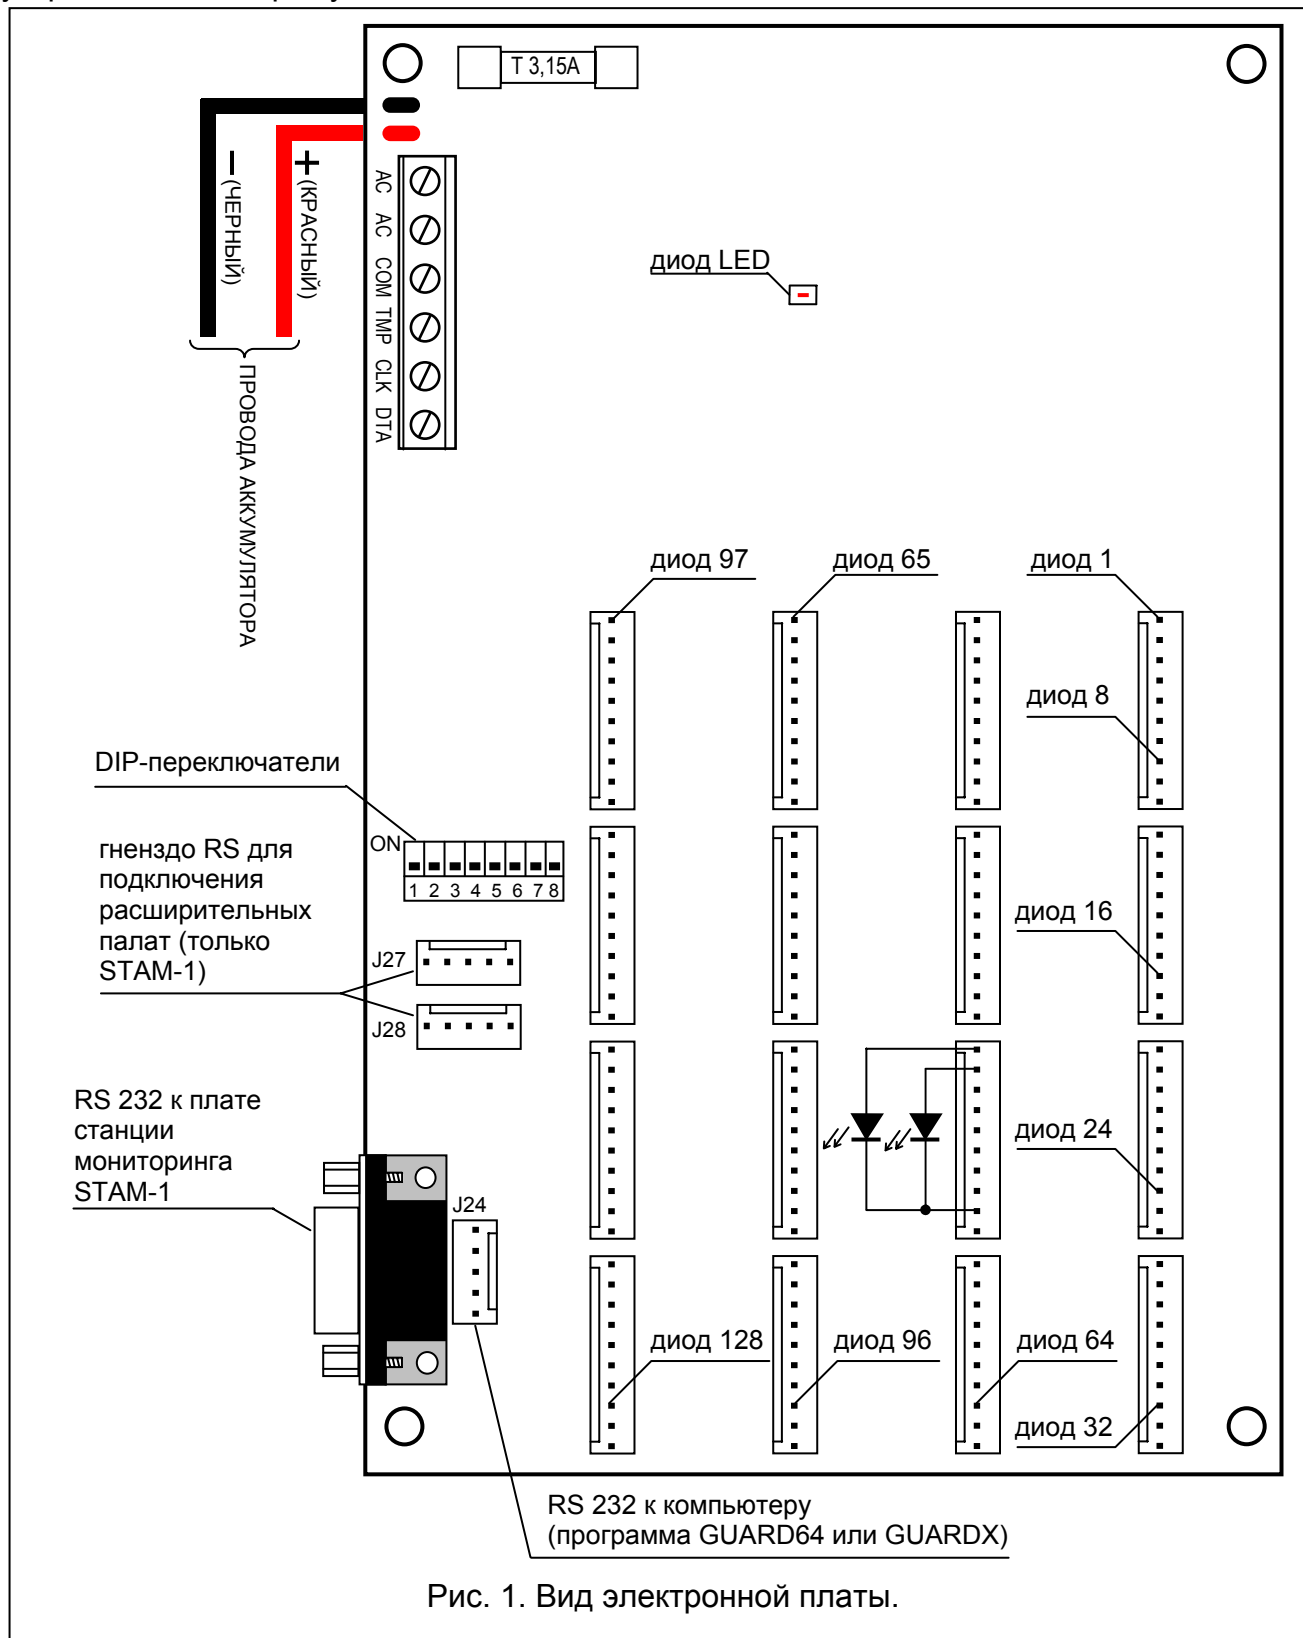 T 3,15A
AC
AC
COM
TMP
CLK
DTA
−
(ЧЕРНЫЙ)
+
(КРАСНЫЙ)
ПРОВОДА АККУМУЛЯТОРА
диод LED
диод 97
диод 65
диод 1
диод 8
DIP-переключатели
ON
1 2 3 4 5 6 7 8
гнензdo RS для
подключения
расширительных
палат (только
STAM-1)
J27
J28
диод 16
RS 232 к плате
станции
мониторинга
STAM-1
J24
диод 24
диод 128
диод 96
диод 64
диод 32
RS 232 к компьютеру
(программа GUARD64 или GUARDX)
Рис. 1. Вид электронной платы.